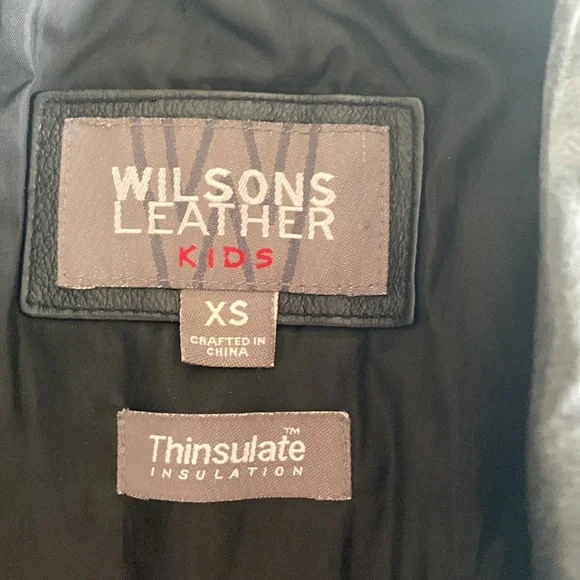 WILSONS
LEATHER
KIDS
XS
CRAFTED IN
CHINA
Thinsulate™
INSULATION